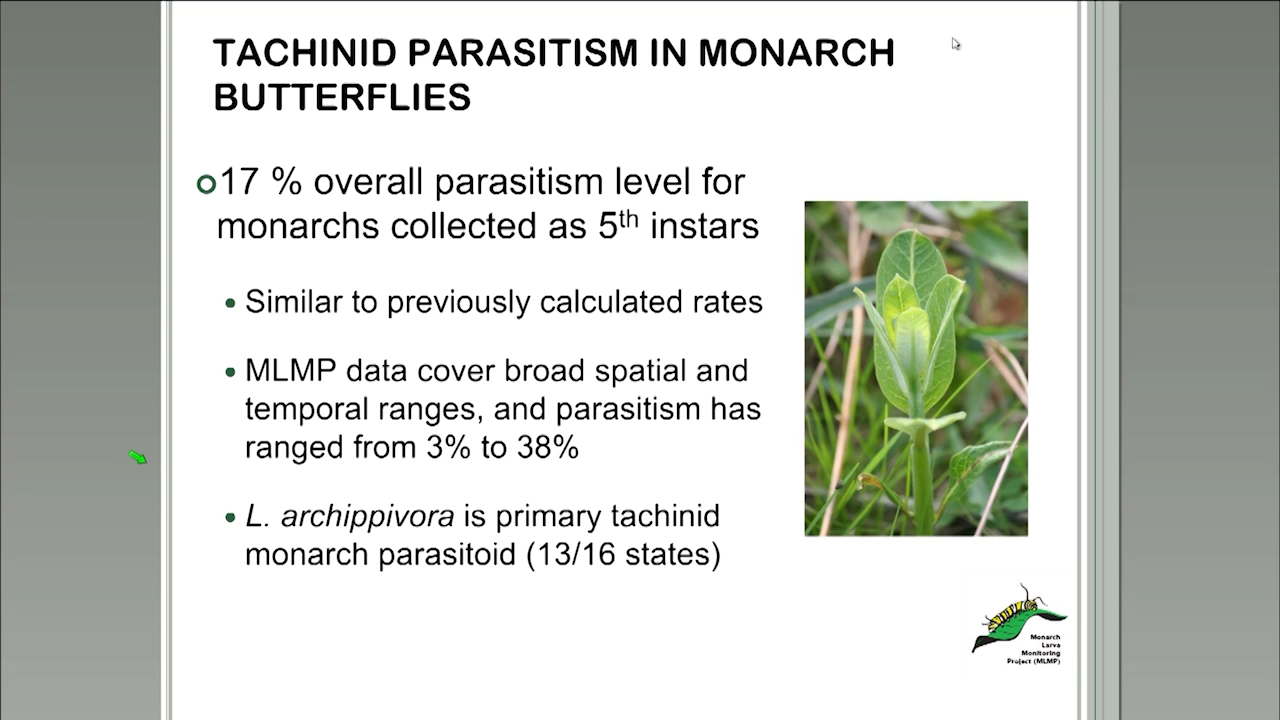 TACHINID PARASITISM IN MONARCH
BUTTERFLIES
17 % overall parasitism level for
monarchs collected as 5th instars
• Similar to previously calculated rates
• MLMP data cover broad spatial and
temporal ranges, and parasitism has
ranged from 3% to 38%
• L. archippivora is primary tachinid
monarch parasitoid (13/16 states)
Monarch
Larva
Monitoring
Project (MLMP)